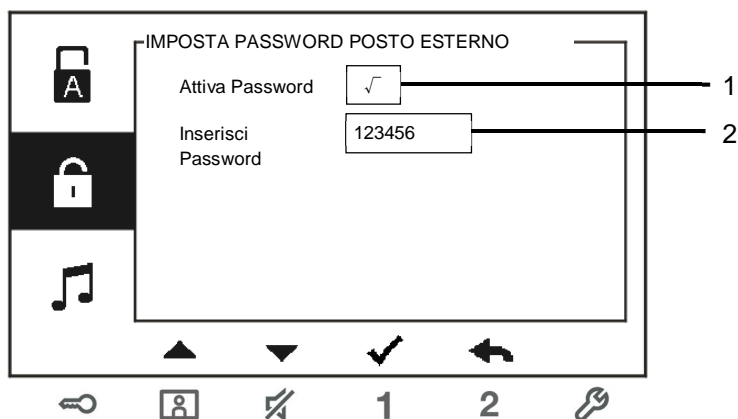 IMPOSTA PASSWORD POSTO ESTERNO
A
Attiva Password √ 1
Inserisci Password 123456 2
1 2